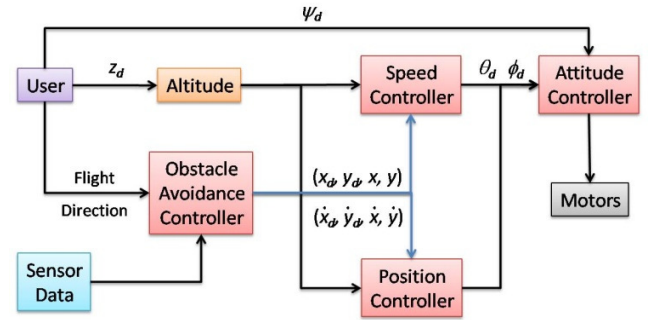 ψd
User
zd
Altitude
Speed
Controller
θd ϕd
Attitude
Controller
Flight
Direction
Obstacle
Avoidance
Controller
(xd, yd, x, y)
(ẋd, ẏd, ẋ, ẏ)
Motors
Sensor
Data
Position
Controller